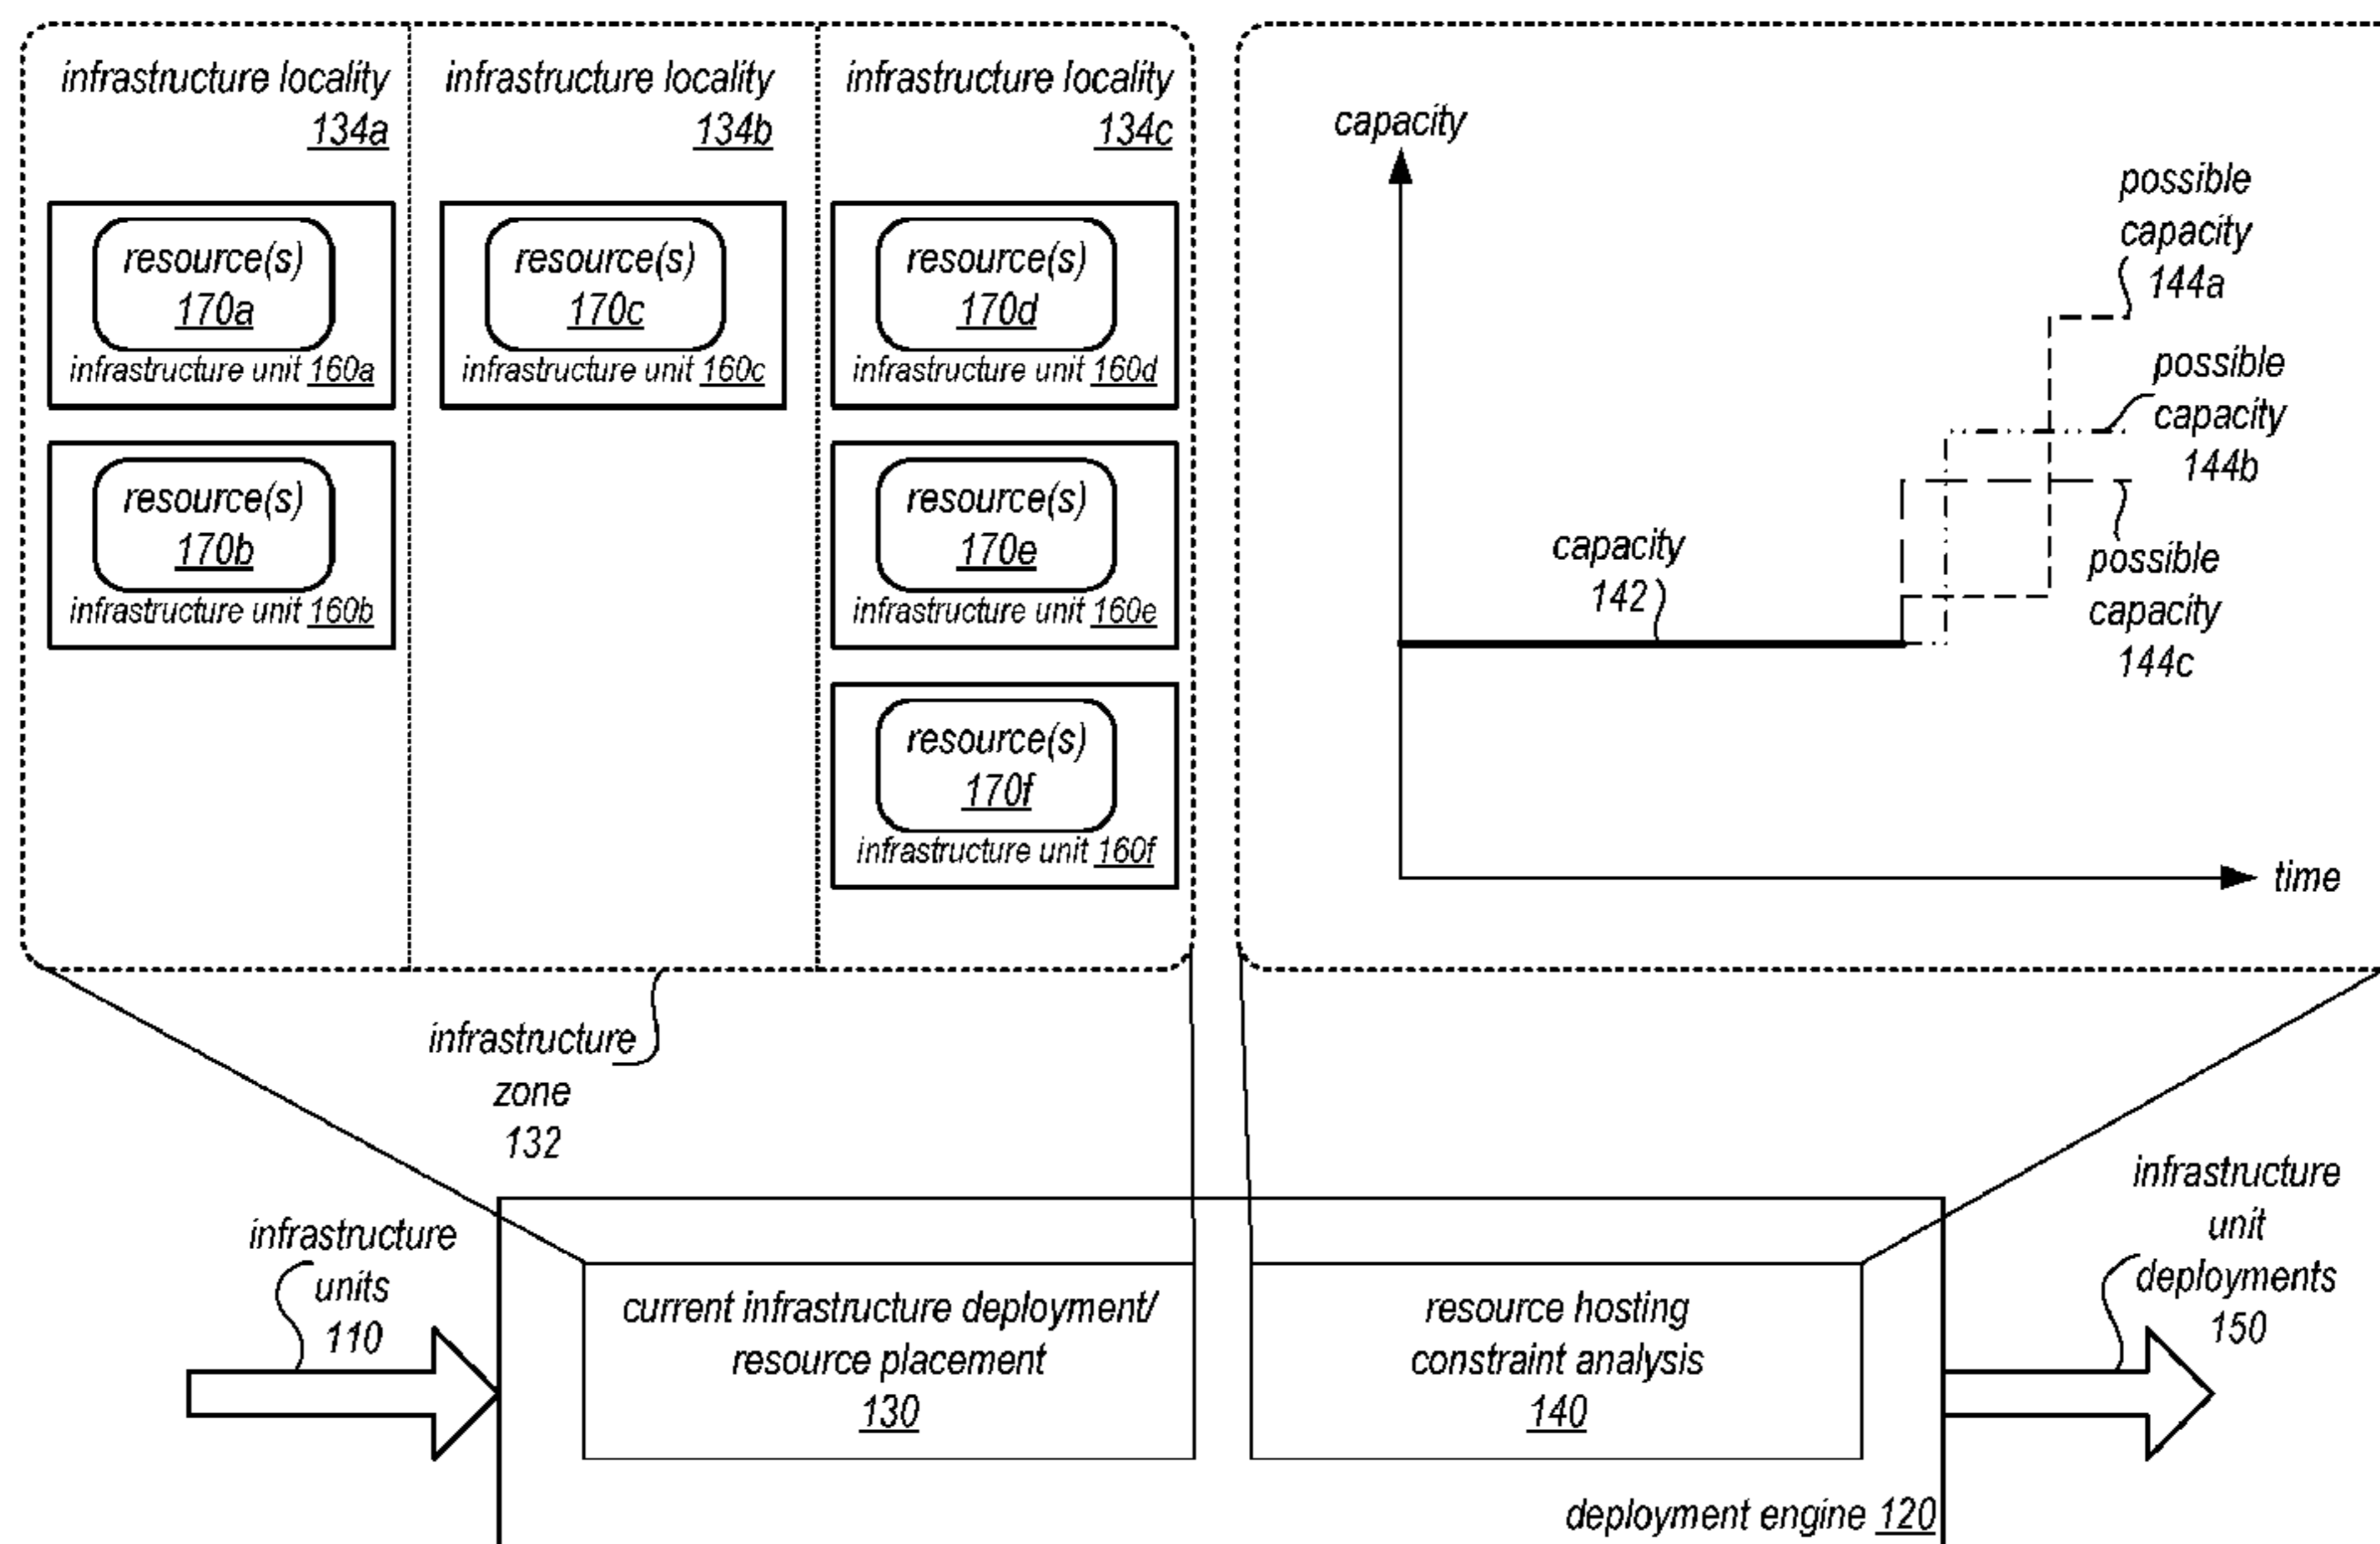 infrastructure locality
134a
infrastructure locality
134b
infrastructure locality
134c
resource(s)
170a
infrastructure unit 160a
resource(s)
170c
infrastructure unit 160c
resource(s)
170d
infrastructure unit 160d
resource(s)
170b
infrastructure unit 160b
resource(s)
170e
infrastructure unit 160e
resource(s)
170f
infrastructure unit 160f
infrastructure
zone
132
capacity
possible
capacity
144a
possible
capacity
144b
possible
capacity
144c
capacity
142
time
infrastructure
units
110
current infrastructure deployment/
resource placement
130
resource hosting
constraint analysis
140
deployment engine 120
infrastructure
unit
deployments
150